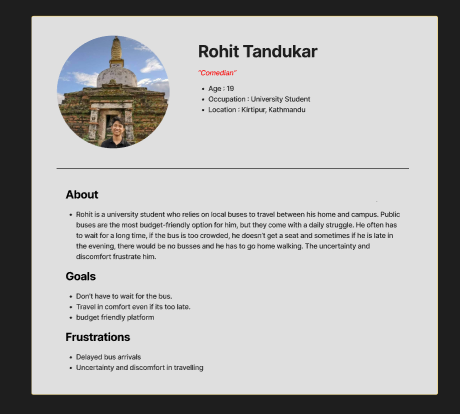 Rohit Tandukar
"Comedian"
• Age : 19
• Occupation : University Student
• Location : Kirtipur, Kathmandu
About
• Rohit is a university student who relies on local buses to travel between his home and campus. Public
buses are the most budget-friendly option for him, but they come with a daily struggle. He often has
to wait for a long time, if the bus is too crowded, he doesn't get a seat and sometimes if he is late in
the evening, there would be no busses and he has to go home walking. The uncertainty and
discomfort frustrate him.
Goals
• Don't have to wait for the bus.
• Travel in comfort even if its too late.
• budget friendly platform
Frustrations
• Delayed bus arrivals
• Uncertainty and discomfort in travelling